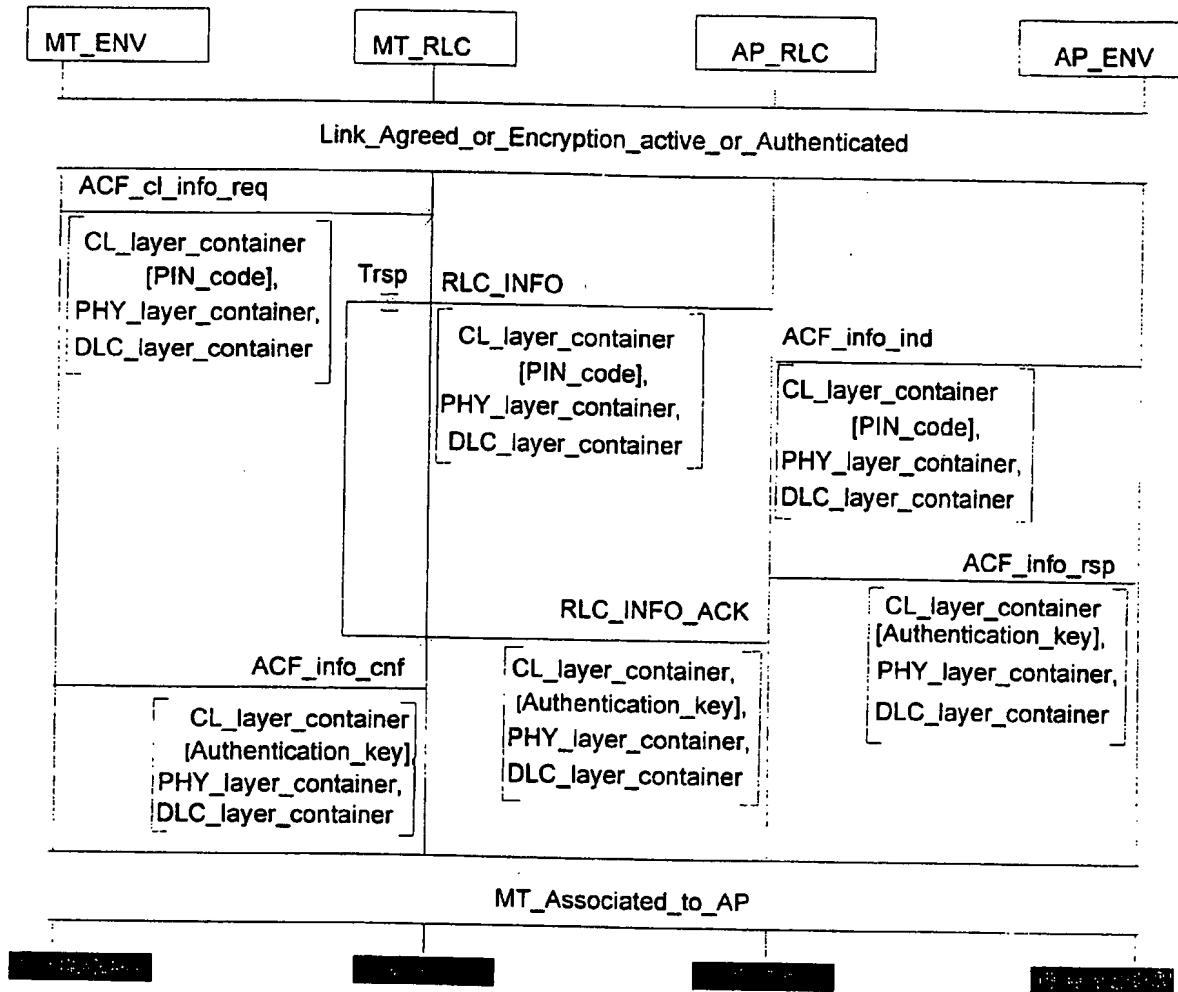 MT_ENV
MT_RLC
AP_RLC
AP_ENV
Link_Agreed_or_Encryption_active_or_Authenticated
ACF_cl_info_req
CL_layer_container
[PIN_code],
PHY_layer_container,
DLC_layer_container
Trsp
RLC_INFO
CL_layer_container
[PIN_code],
PHY_layer_container,
DLC_layer_container
ACF_info_ind
CL_layer_container
[PIN_code],
PHY_layer_container,
DLC_layer_container
ACF_info_rsp
CL_layer_container
[Authentication_key],
PHY_layer_container,
DLC_layer_container
RLC_INFO_ACK
CL_layer_container,
[Authentication_key],
PHY_layer_container,
DLC_layer_container
ACF_info_cnf
CL_layer_container
[Authentication_key]
PHY_layer_container,
DLC_layer_container
MT_Associated_to_AP